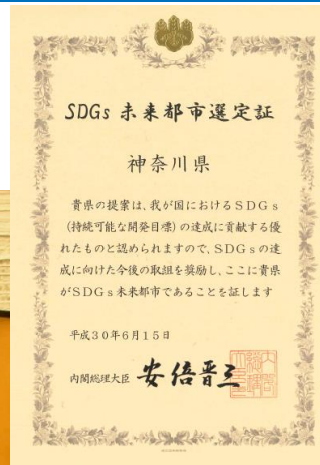 SDGs 未来都市選定証
神奈川県
貴県の提案は、我が国におけるＳＤＧｓ
(持続可能な開発目標) の達成に貢献する優
れたものと認められますので、ＳＤＧｓの達
成に向けた今後の取組を奨励し、ここに貴県
がＳＤＧｓ未来都市であることを証します
平成３０年６月１５日
内閣総理大臣 安倍晋三